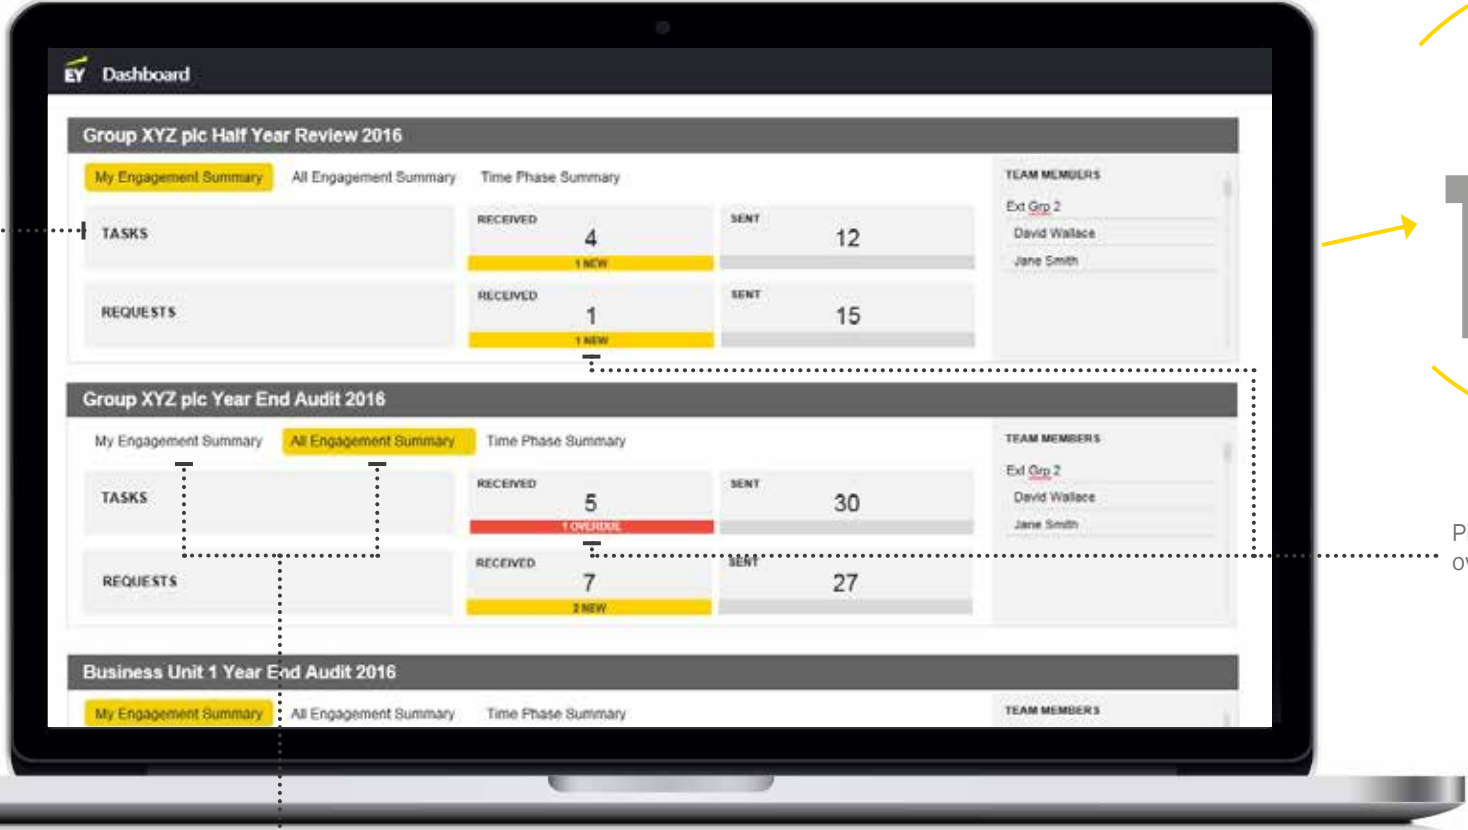 EY Dashboard
Group XYZ plc Half Year Review 2016
My Engagement Summary All Engagement Summary Time Phase Summary
TEAM MEMBERS
Ext Grp 2
David Wallace
Jane Smith
TASKS
RECEIVED
4
1 NEW
SENT
12
REQUESTS
RECEIVED
1
1 NEW
SENT
15
Group XYZ plc Year End Audit 2016
My Engagement Summary All Engagement Summary Time Phase Summary
TEAM MEMBERS
Ext Grp 2
David Wallace
Jane Smith
TASKS
RECEIVED
5
1 OVERDUE
SENT
30
REQUESTS
RECEIVED
7
2 NEW
SENT
27
Business Unit 1 Year End Audit 2016
My Engagement Summary All Engagement Summary Time Phase Summary
TEAM MEMBERS